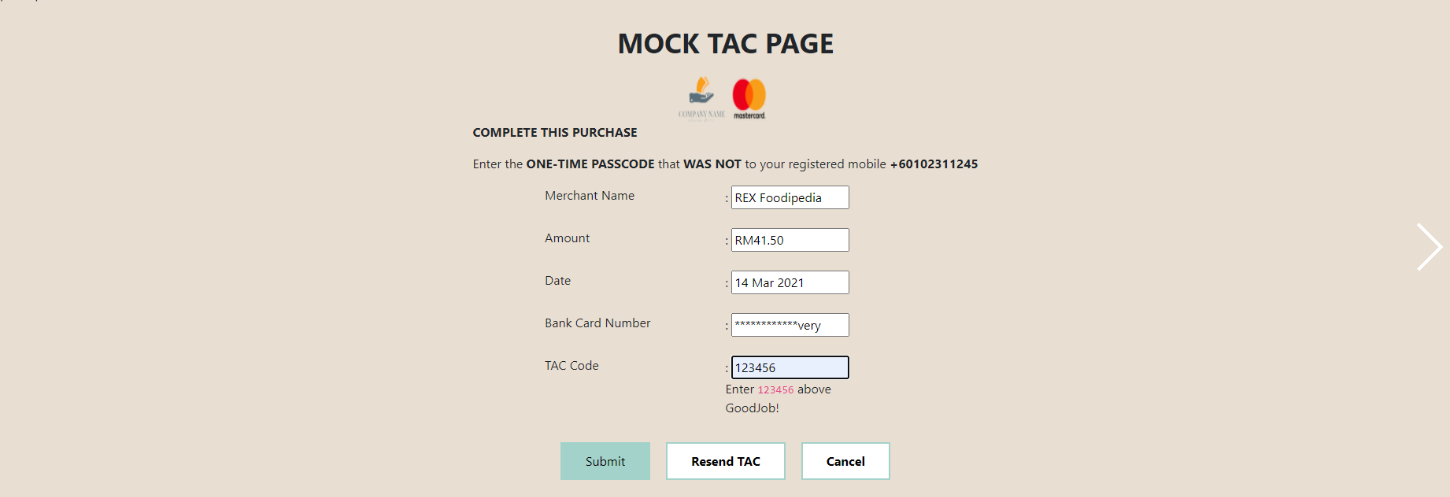 MOCK TAC PAGE
COMPANY NAME
mastercard.
COMPLETE THIS PURCHASE
Enter the ONE-TIME PASSCODE that WAS NOT to your registered mobile +60102311245
Merchant Name : REX Foodipedia
Amount : RM41.50
Date : 14 Mar 2021
Bank Card Number : ************very
TAC Code : 123456
Enter 123456 above
GoodJob!
Submit Resend TAC Cancel